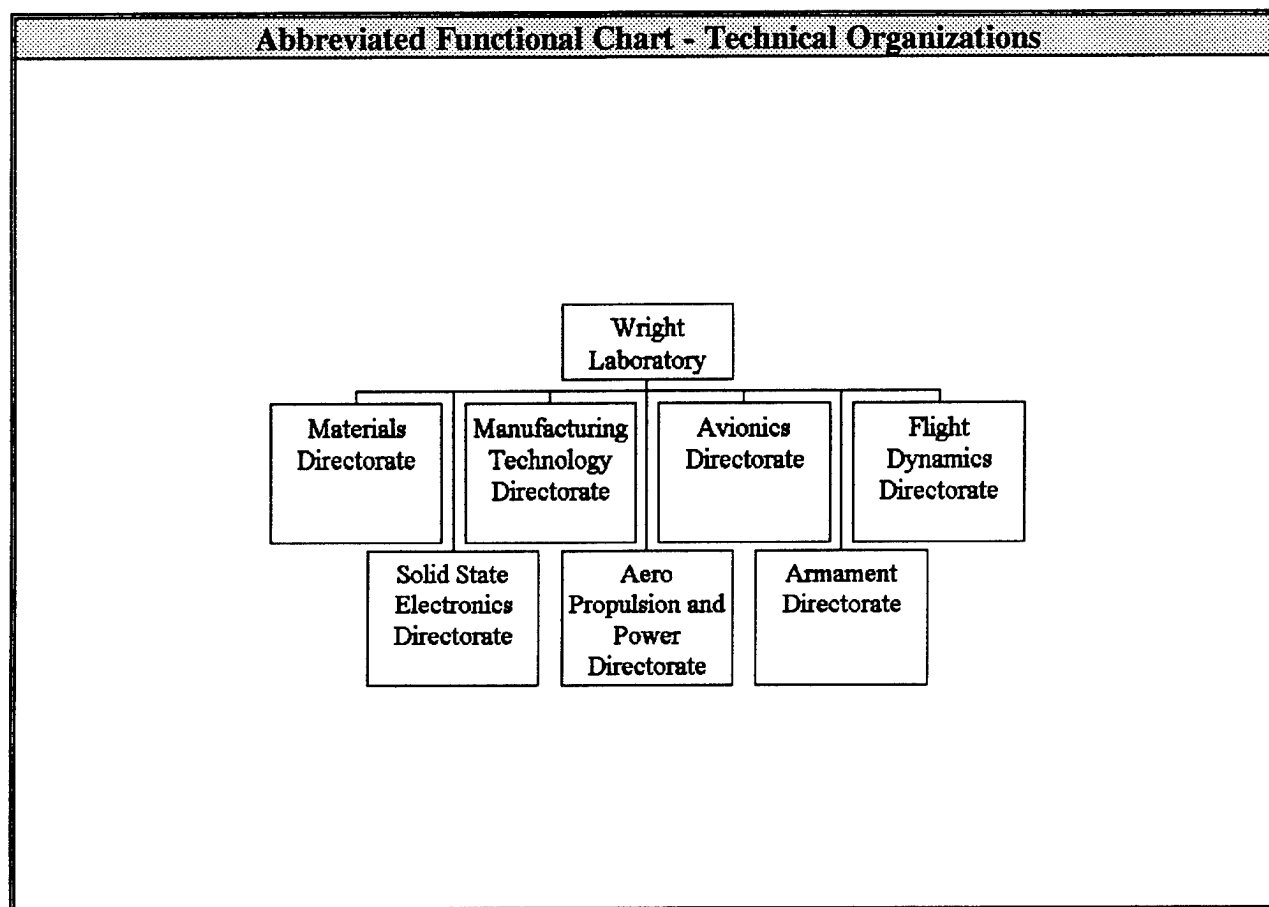 Abbreviated Functional Chart - Technical Organizations
Wright
Laboratory
Materials
Directorate
Manufacturing
Technology
Directorate
Avionics
Directorate
Flight
Dynamics
Directorate
Solid State
Electronics
Directorate
Aero
Propulsion and
Power
Directorate
Armament
Directorate